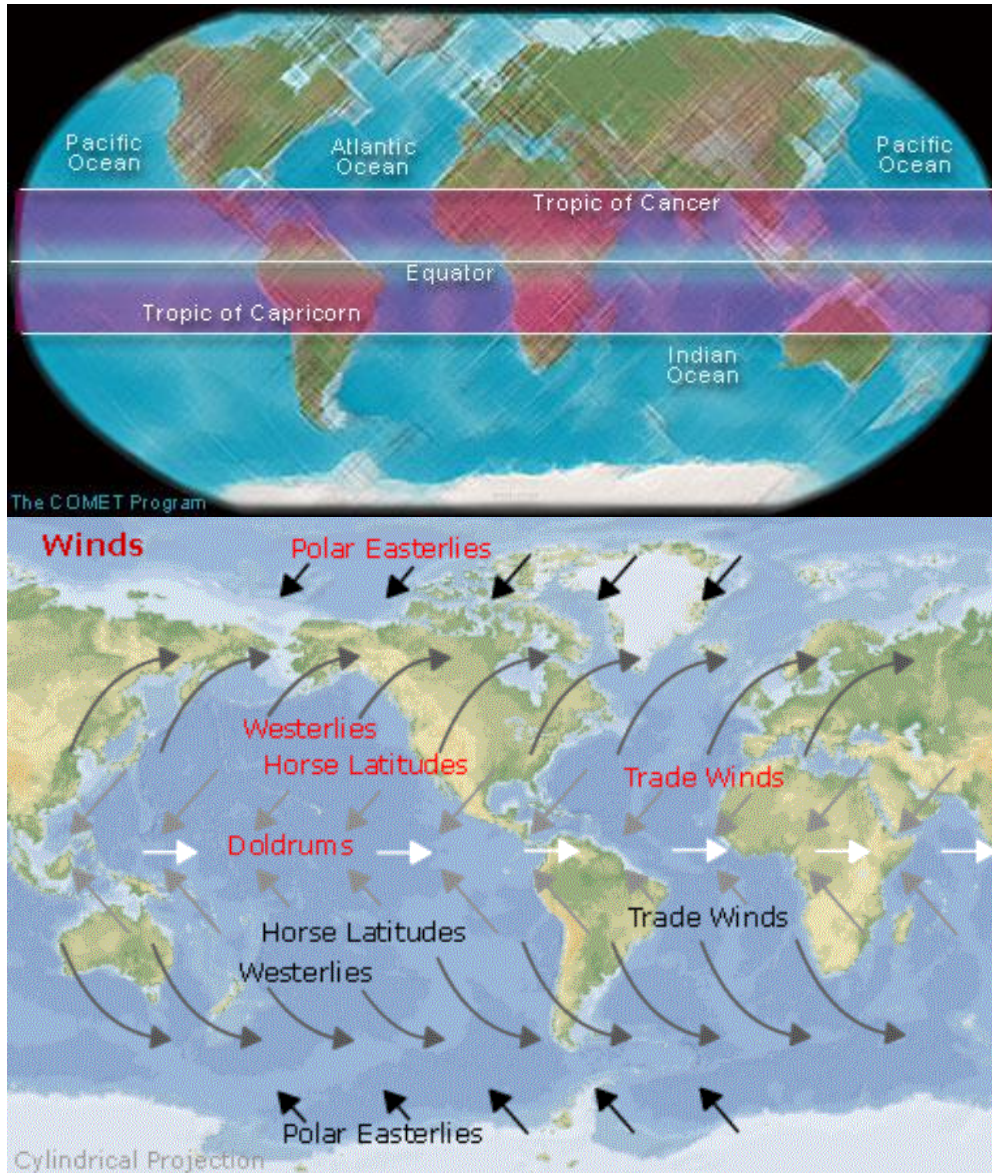 Pacific
Ocean
Atlantic
Ocean
Pacific
Ocean
Tropic of Cancer
Equator
Tropic of Capricorn
Indian
Ocean
The COMET Program
Winds
Polar Easterlies
Westerlies
Horse Latitudes
Trade Winds
Doldrums
Trade Winds
Horse Latitudes
Westerlies
Polar Easterlies
Cylindrical Projection